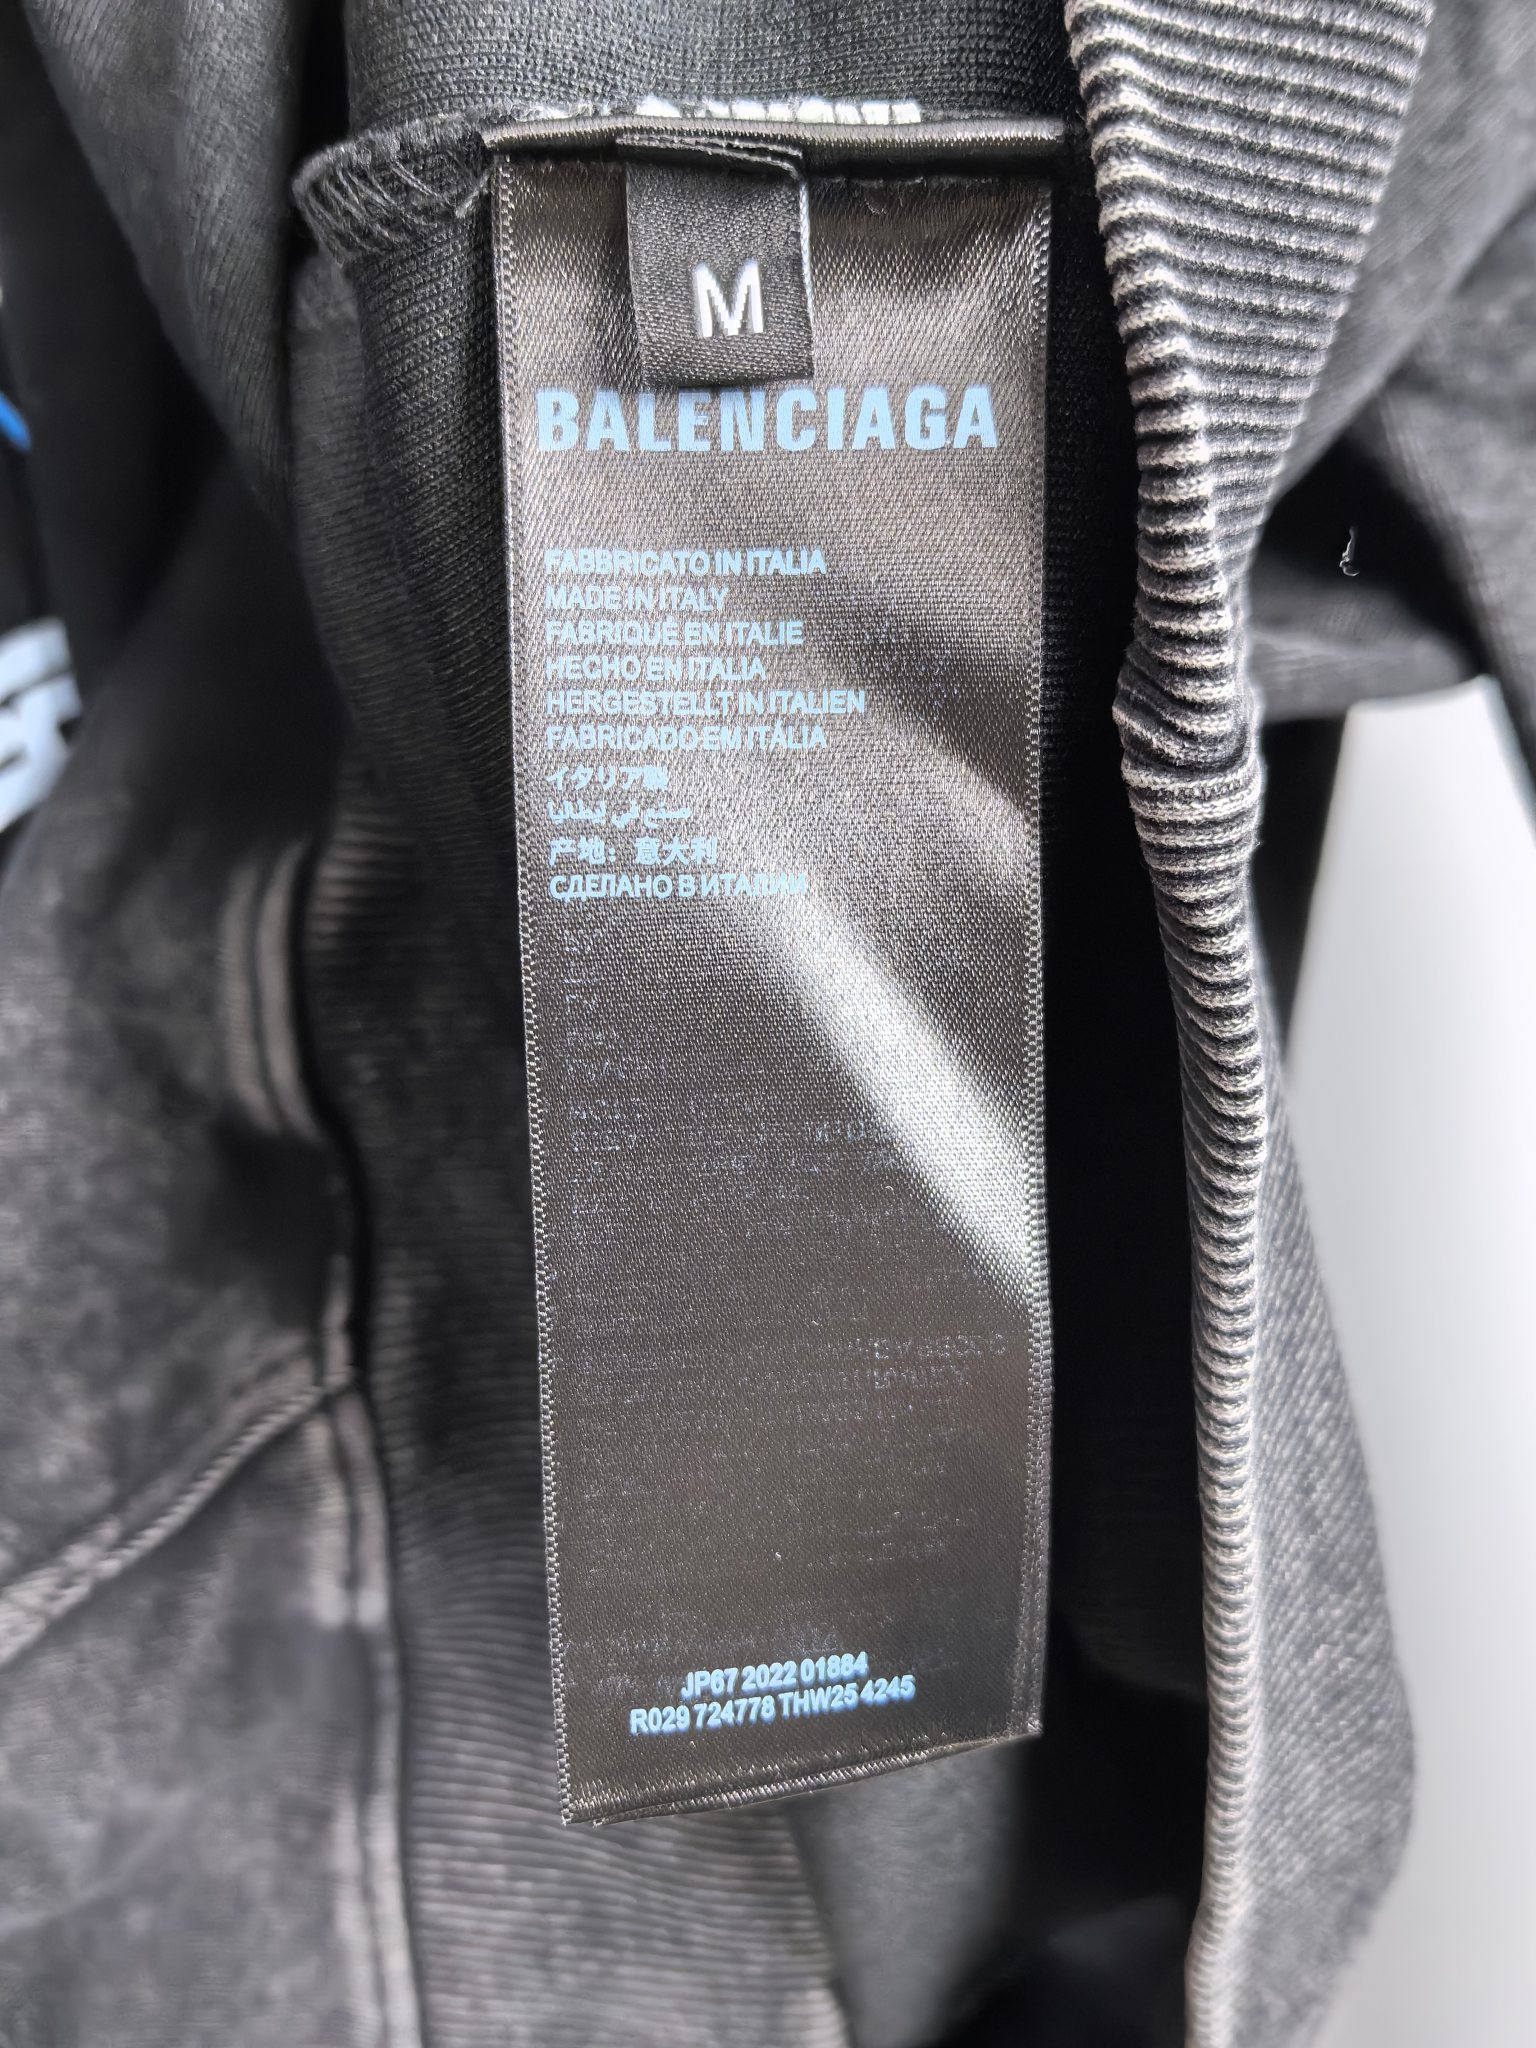 M
BALENCIAGA
FABBRICATO IN ITALIA
MADE IN ITALY
FABRIQUÉ EN ITALIE
HECHO EN ITALIA
HERGESTELLT IN ITALIEN
FABRICADO EM ITÁLIA
イタリア製
صنع في إيطاليا
产地：意大利
СДЕЛАНО В ИТАЛИИ
JP67 2022 01884
R029 724778 THW25 4245